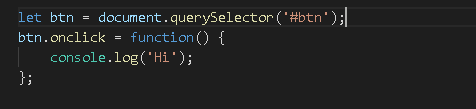 let btn = document.querySelector('#btn');
btn.onclick = function() {
    console.log('Hi');
};